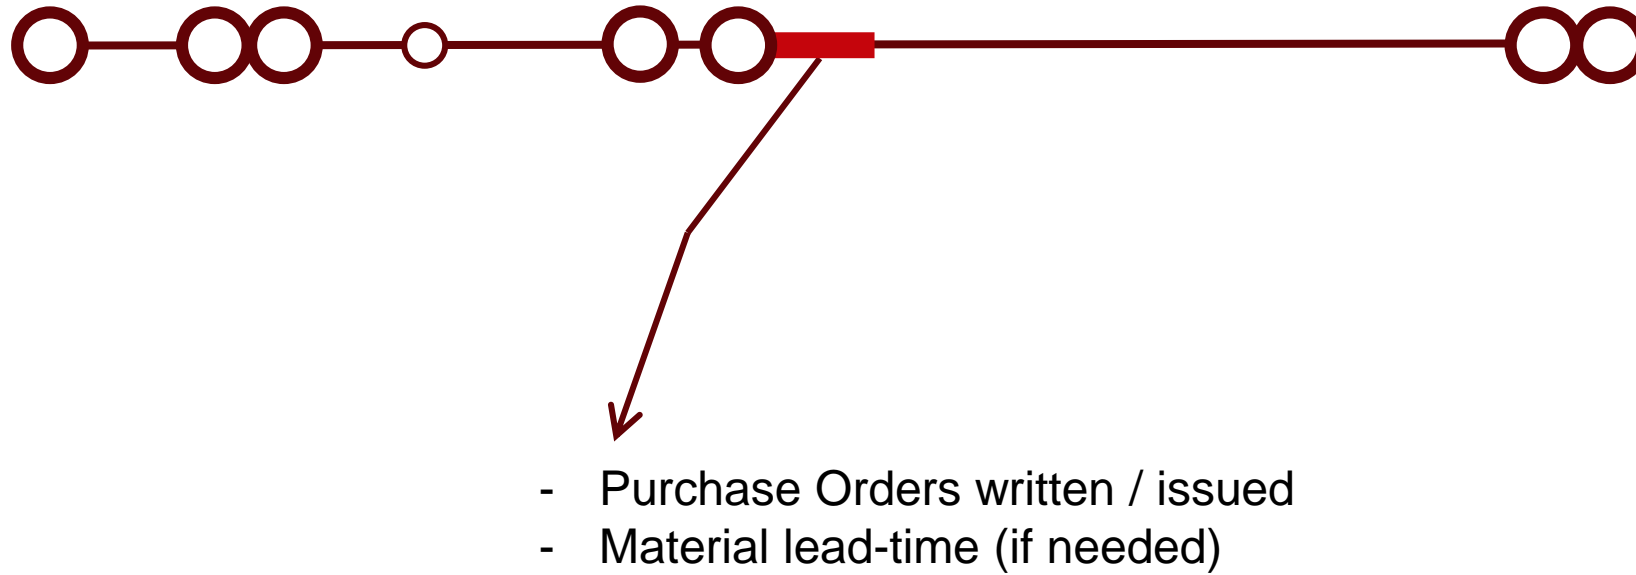 - Purchase Orders written / issued
- Material lead-time (if needed)